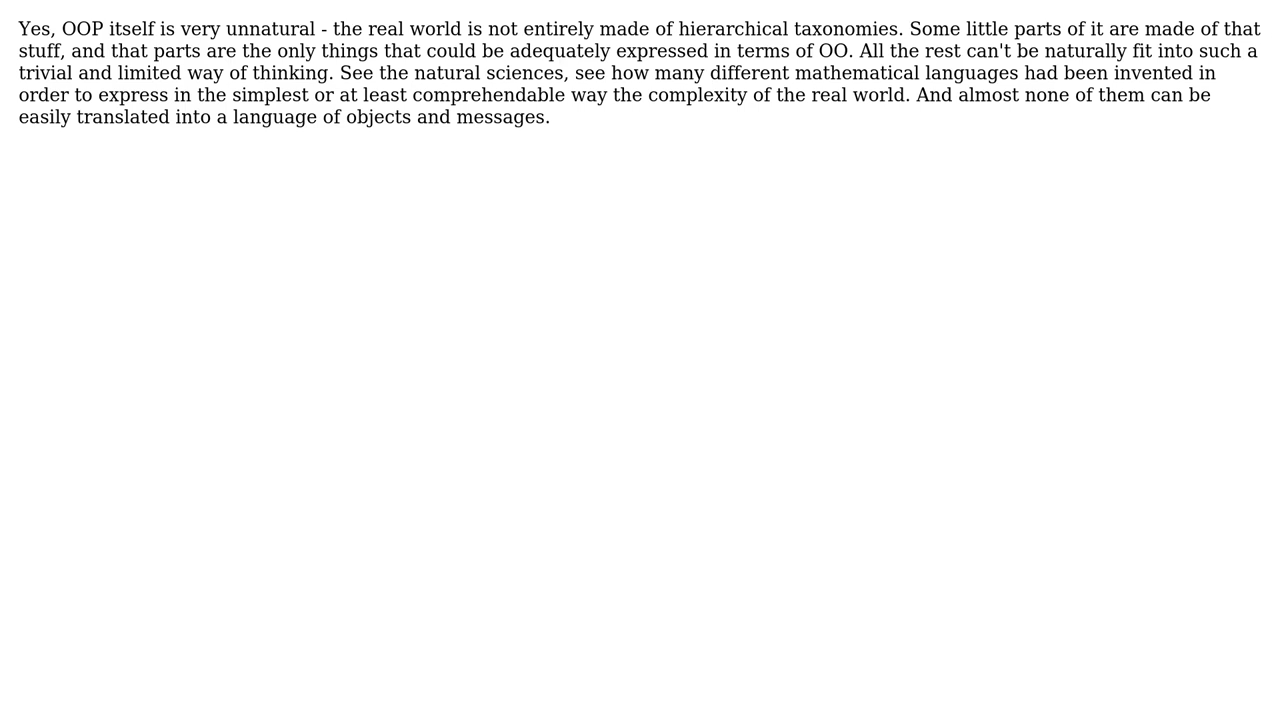 Yes, OOP itself is very unnatural - the real world is not entirely made of hierarchical taxonomies. Some little parts of it are made of that
stuff, and that parts are the only things that could be adequately expressed in terms of OO. All the rest can't be naturally fit into such a
trivial and limited way of thinking. See the natural sciences, see how many different mathematical languages had been invented in
order to express in the simplest or at least comprehendable way the complexity of the real world. And almost none of them can be
easily translated into a language of objects and messages.